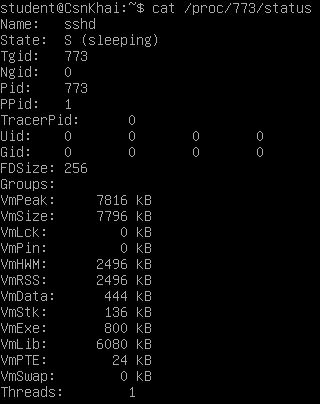 student@CsnKhai:~$ cat /proc/773/status
Name:   sshd
State:  S (sleeping)
Tgid:   773
Ngid:   0
Pid:    773
PPid:   1
TracerPid:      0
Uid:    0       0       0       0
Gid:    0       0       0       0
FDSize: 256
Groups:
VmPeak:     7816 kB
VmSize:     7796 kB
VmLck:         0 kB
VmPin:         0 kB
VmHWM:      2496 kB
VmRSS:      2496 kB
VmData:      444 kB
VmStk:       136 kB
VmExe:       800 kB
VmLib:      6080 kB
VmPTE:        24 kB
VmSwap:        0 kB
Threads:        1